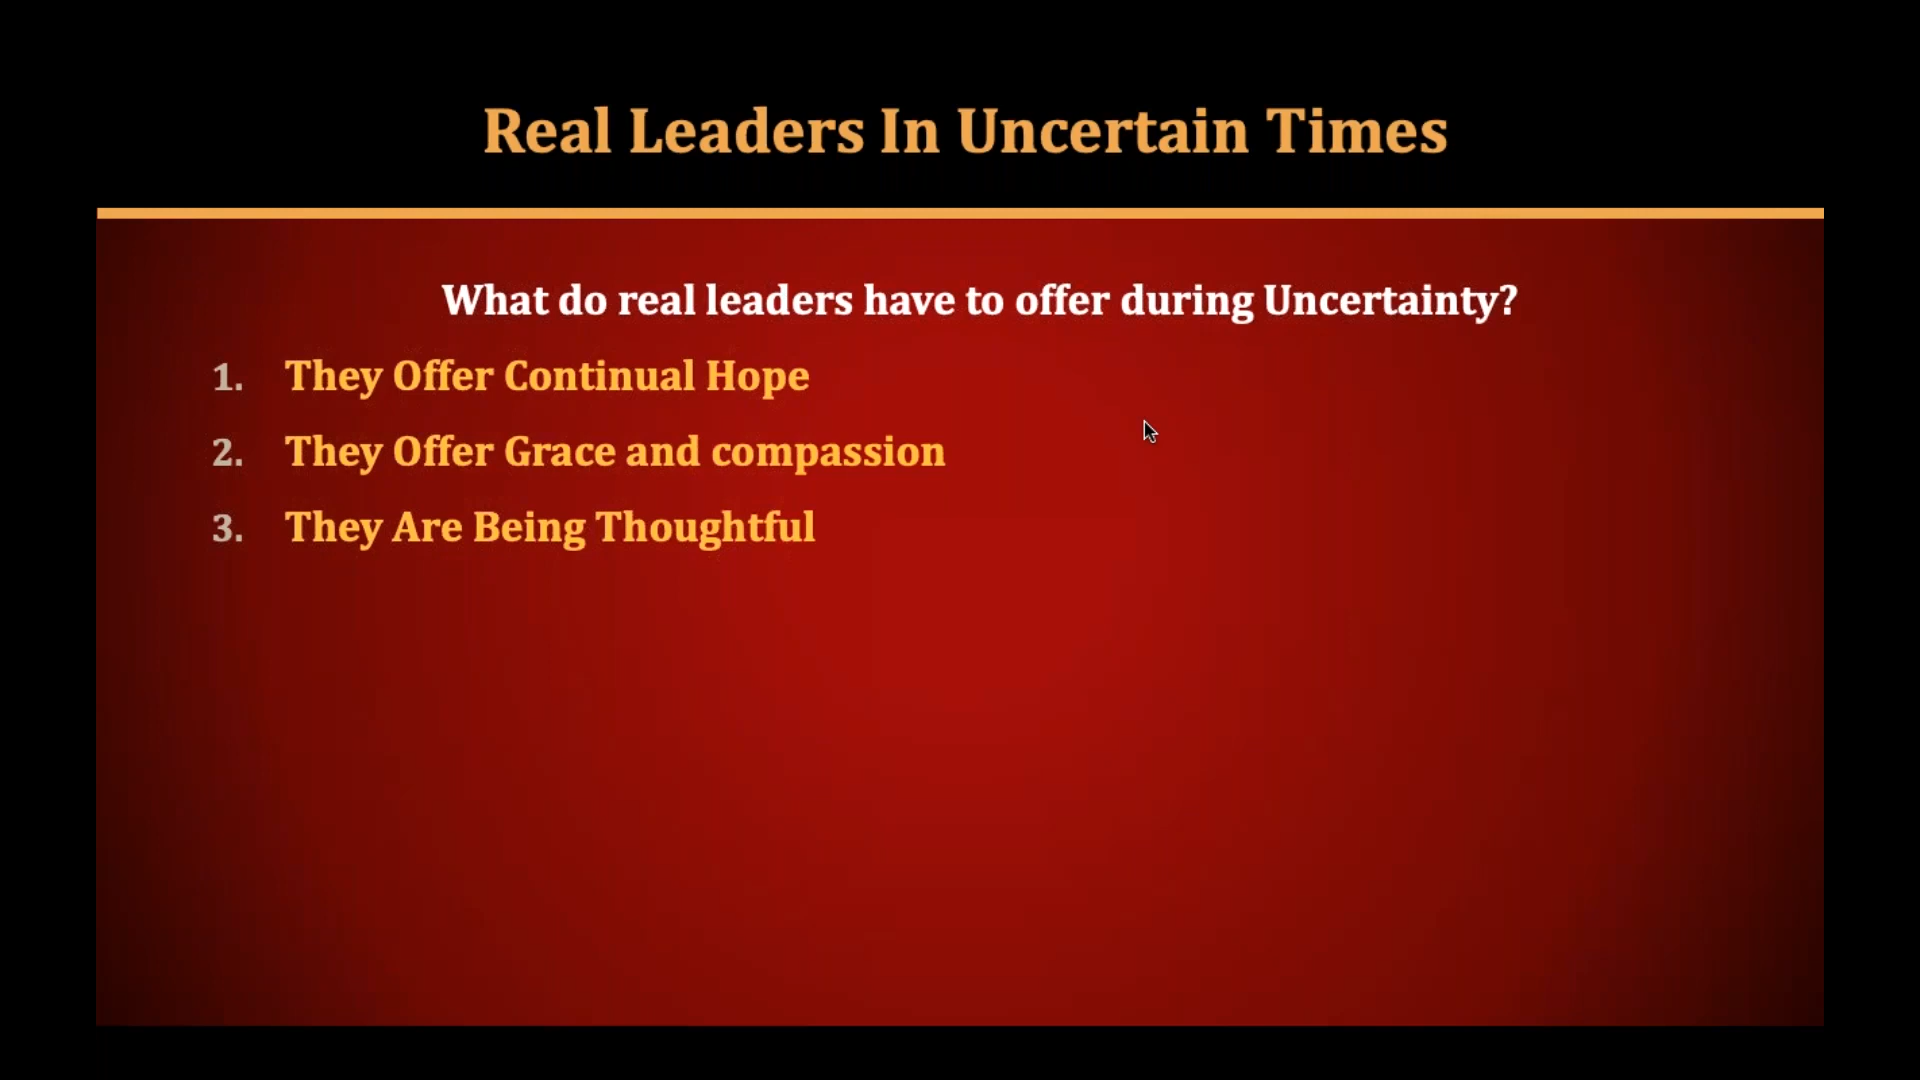 Real Leaders In Uncertain Times
What do real leaders have to offer during Uncertainty?
1. They Offer Continual Hope
2. They Offer Grace and compassion
3. They Are Being Thoughtful